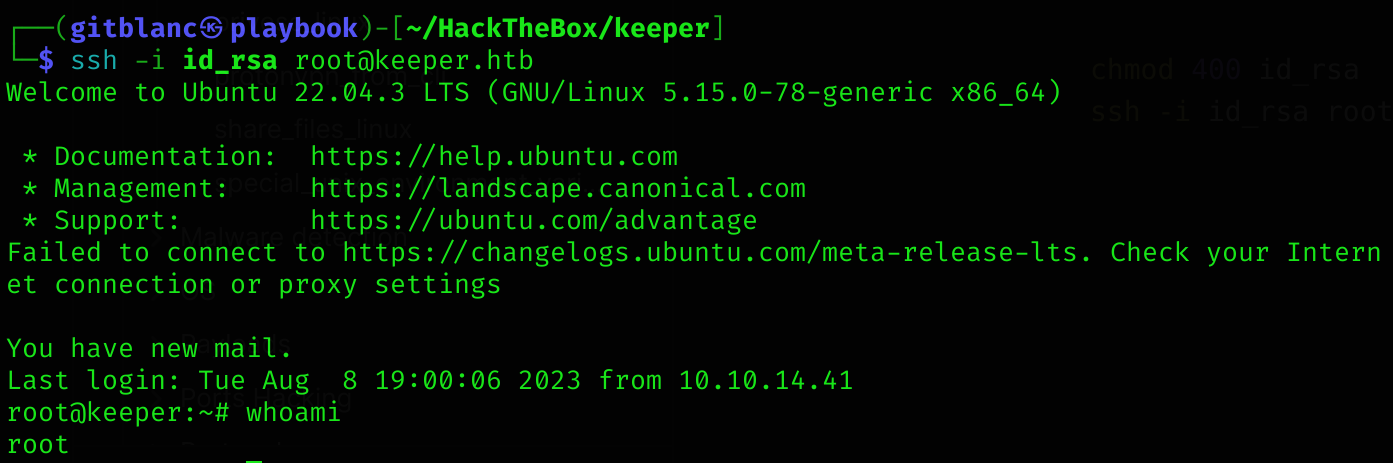 ┌──(gitblanc㉿playbook)-[~/HackTheBox/keeper]
└─$ ssh -i id_rsa root@keeper.htb
Welcome to Ubuntu 22.04.3 LTS (GNU/Linux 5.15.0-78-generic x86_64)
chmod 400 id_rsa
ssh -i id_rsa root
share_files_linux
* Documentation:  https://help.ubuntu.com
* Management:     https://landscape.canonical.com
* Support:        https://ubuntu.com/advantage
Failed to connect to https://changelogs.ubuntu.com/meta-release-lts. Check your Intern
et connection or proxy settings
You have new mail.
Last login: Tue Aug  8 19:00:06 2023 from 10.10.14.41
root@keeper:~# whoami
root